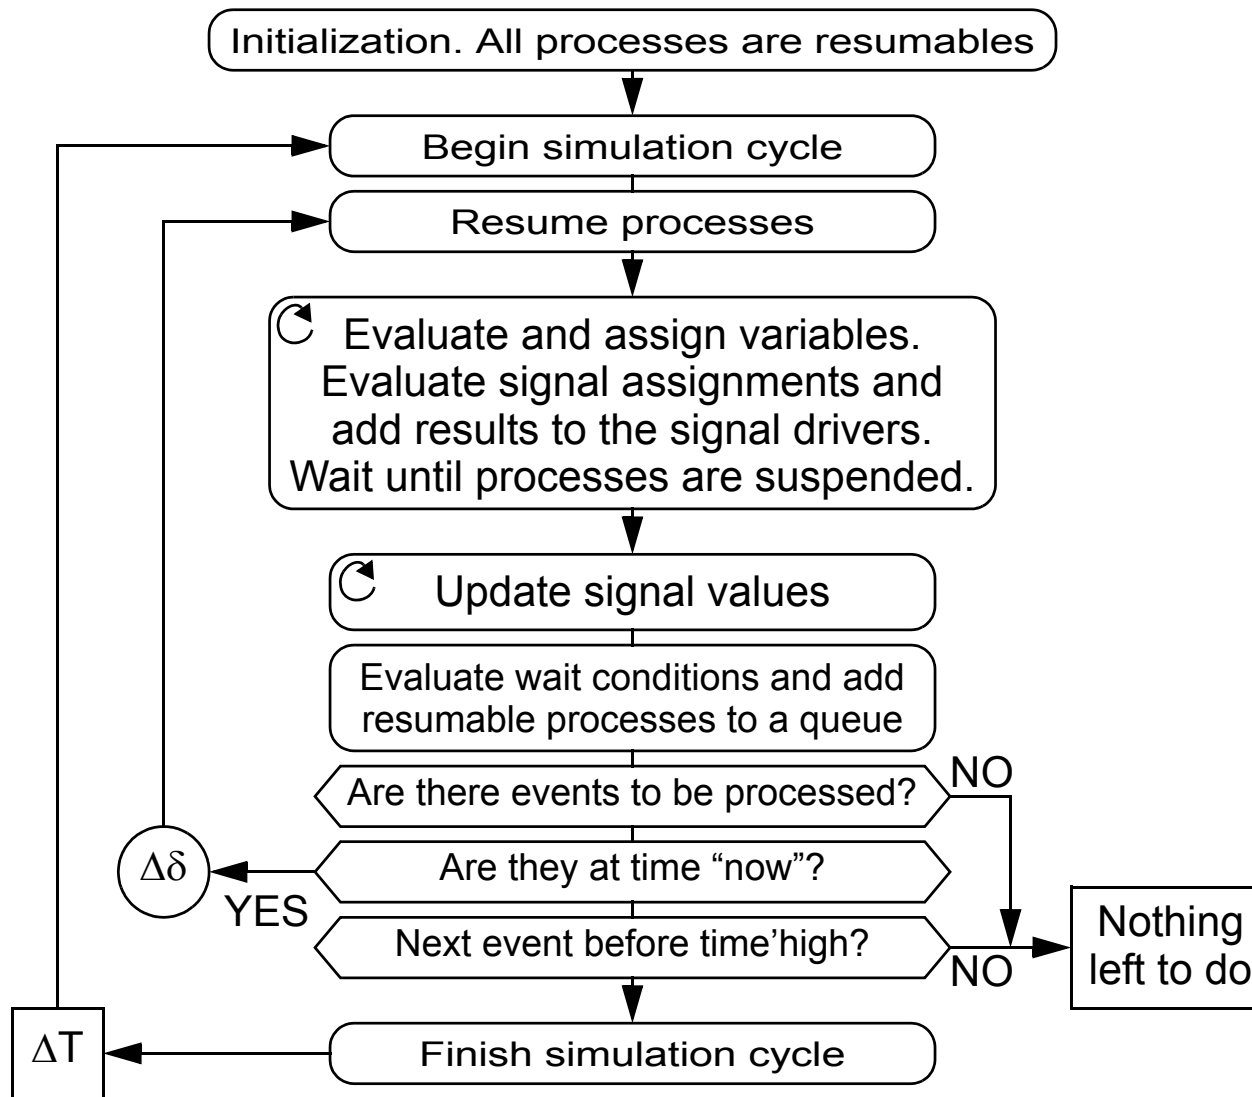 Initialization. All processes are resumables
Begin simulation cycle
Resume processes
Evaluate and assign variables.
Evaluate signal assignments and
add results to the signal drivers.
Wait until processes are suspended.
Update signal values
Evaluate wait conditions and add
resumable processes to a queue
Are there events to be processed?
NO
Are they at time “now”?
Δδ
YES
Next event before time’high?
NO
Nothing
left to do
Finish simulation cycle
ΔT